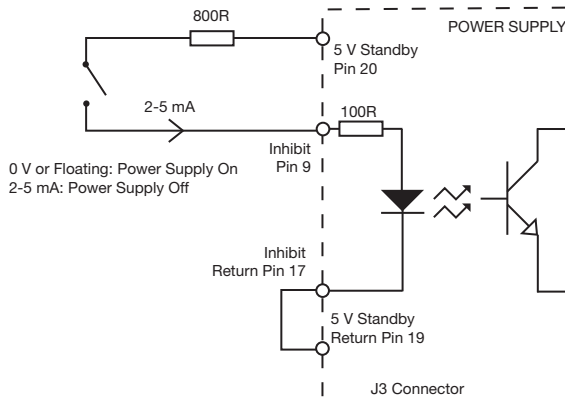 800R
POWER SUPPLY
5 V Standby
Pin 20
2-5 mA
100R
Inhibit
Pin 9
0 V or Floating: Power Supply On
2-5 mA: Power Supply Off
Inhibit
Return Pin 17
5 V Standby
Return Pin 19
J3 Connector